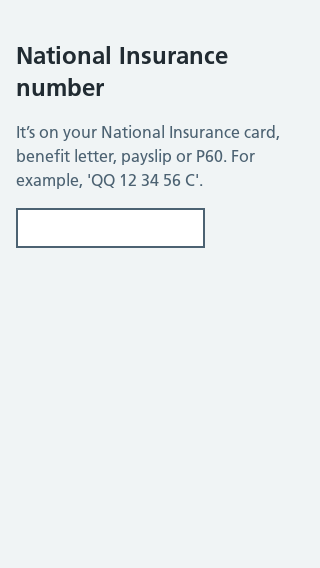 National Insurance
number
It’s on your National Insurance card,
benefit letter, payslip or P60. For
example, 'QQ 12 34 56 C'.